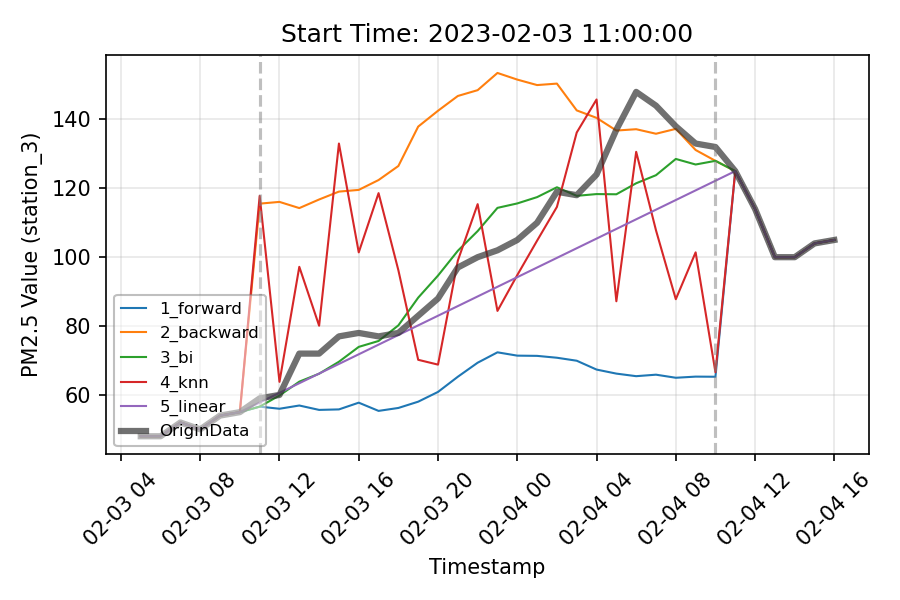 Start Time: 2023-02-03 11:00:00
PM2.5 Value (station_3)
140
120
100
80
60
1_forward
2_backward
3_bi
4_knn
5_linear
OriginData
02-03 04
02-03 08
02-03 12
02-03 16
02-03 20
02-04 00
02-04 04
02-04 08
02-04 12
02-04 16
Timestamp